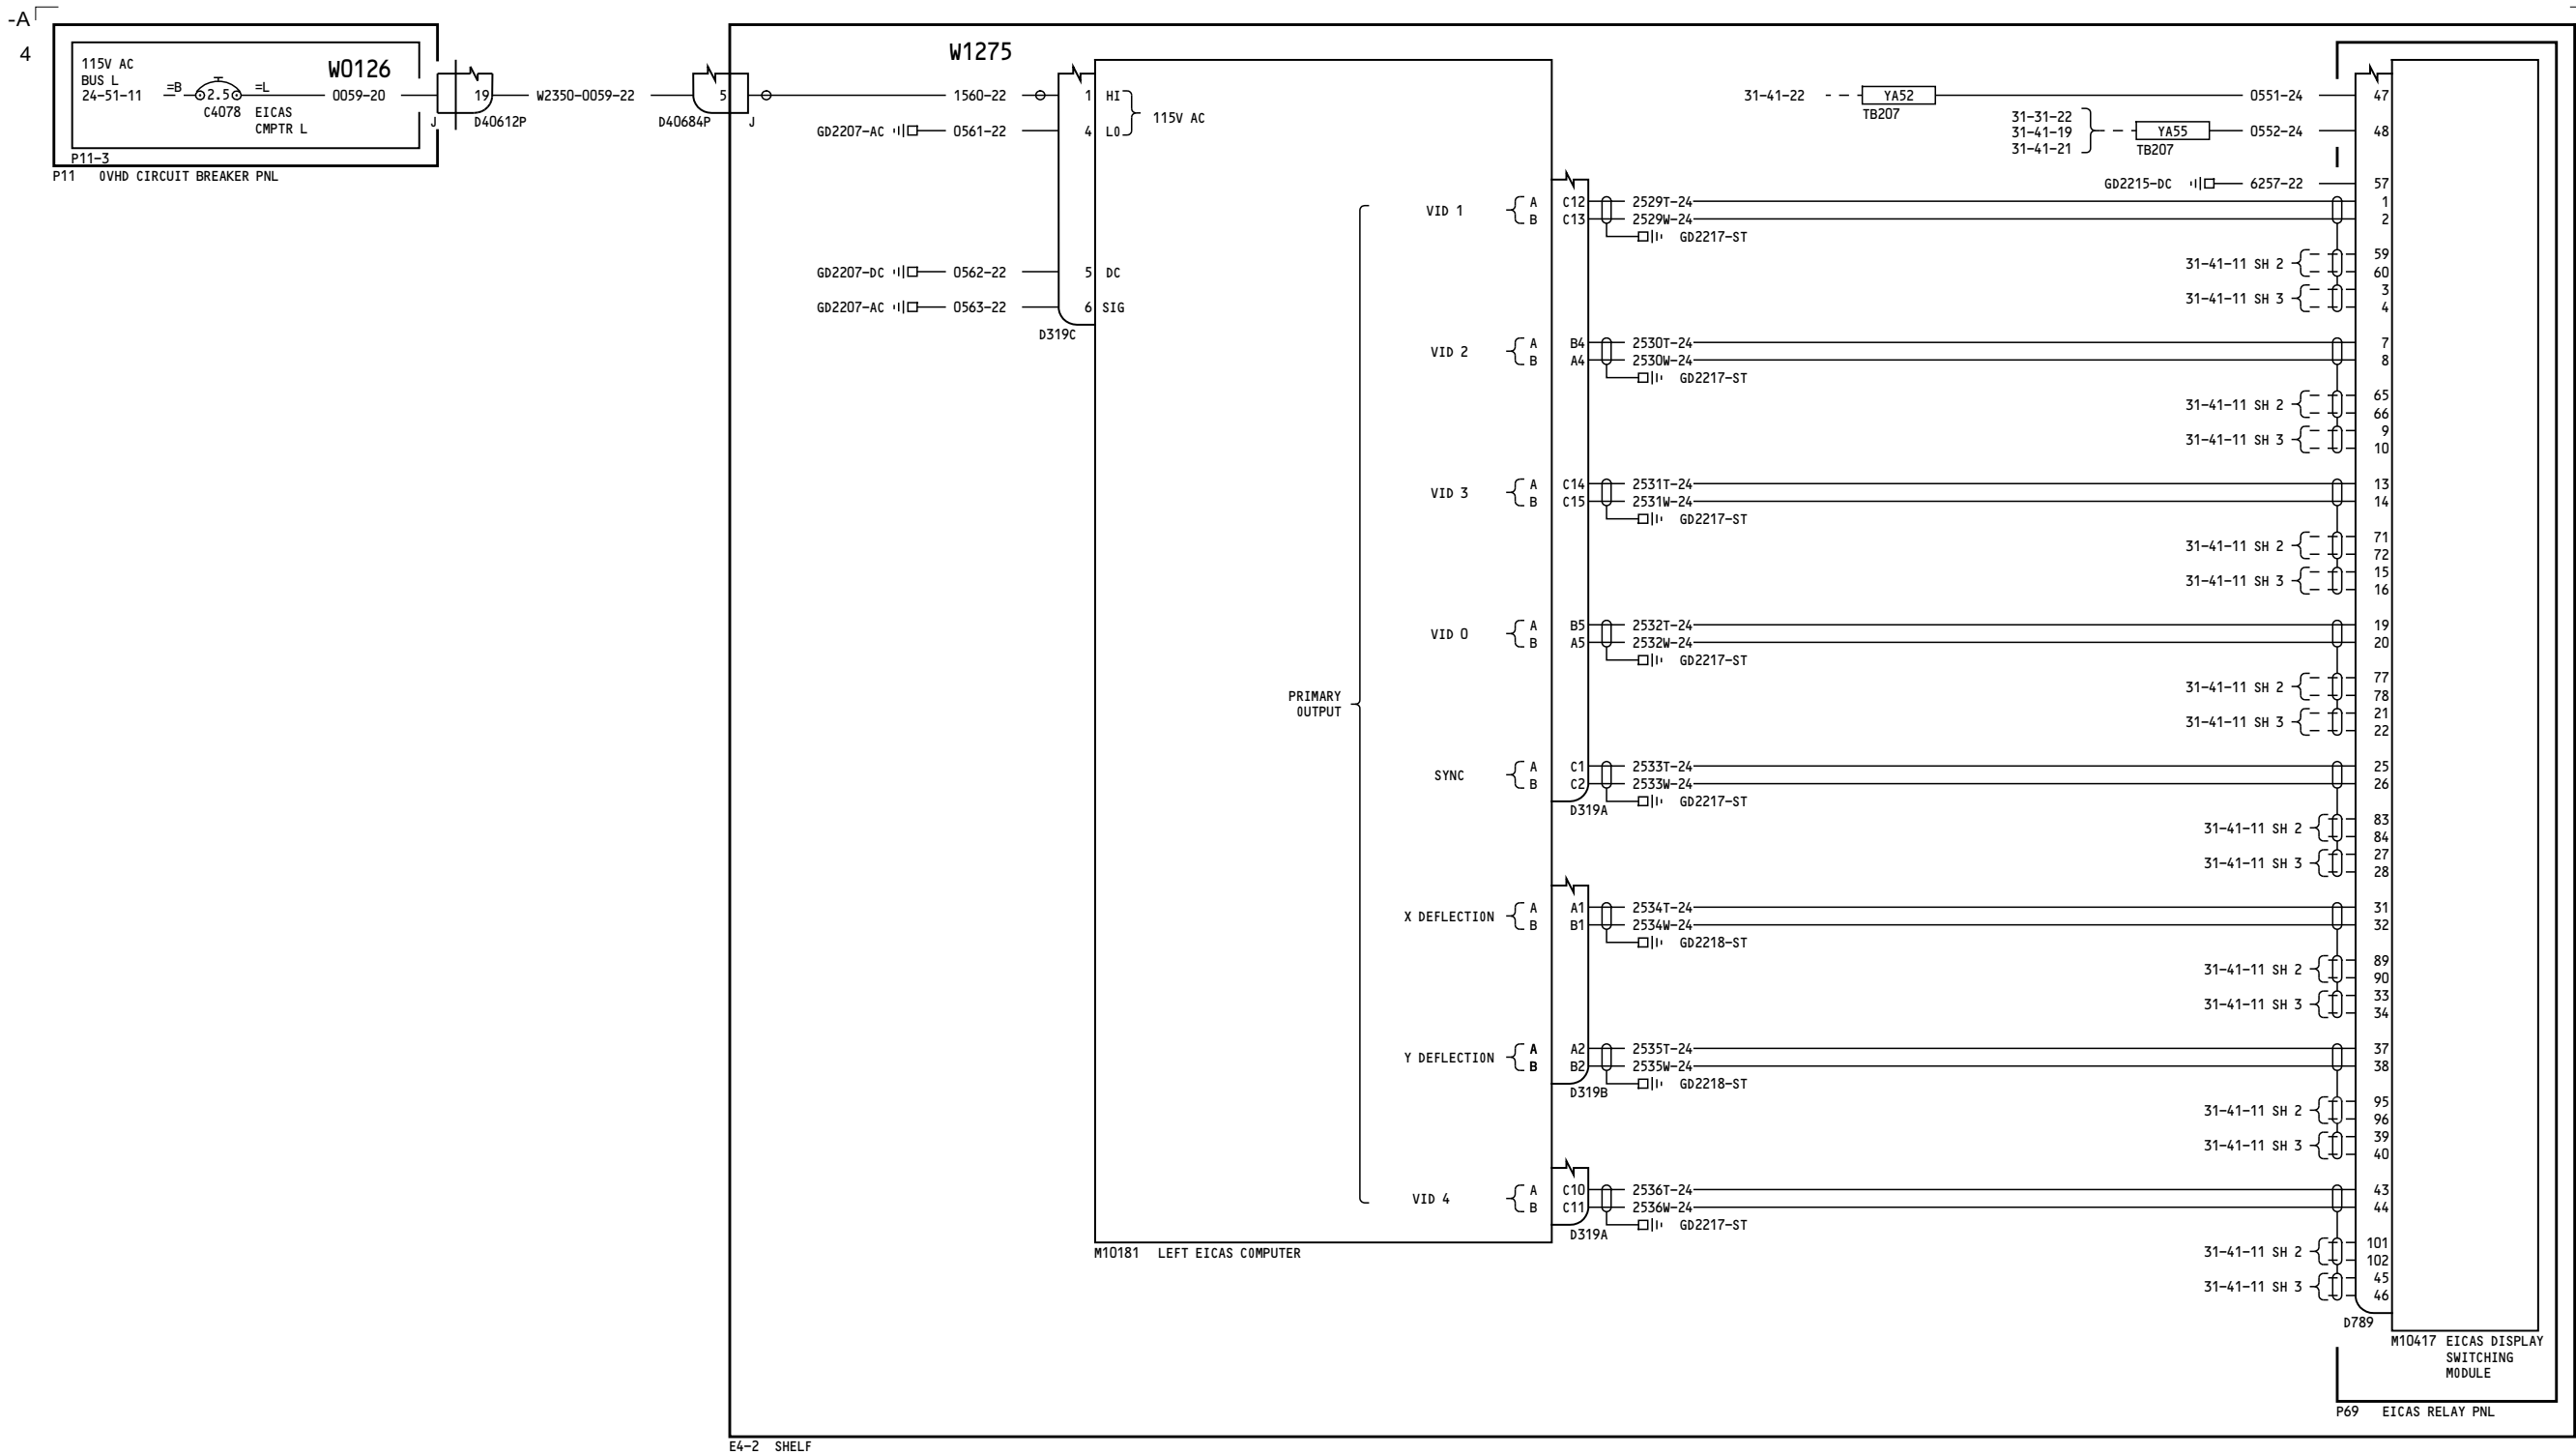 -A
4
115V AC
BUS L
24-51-11
=B
2.5
=L
C4078
EICAS
CMPTR L
W0126
0059-20
P11-3
P11 OVHD CIRCUIT BREAKER PNL
J
19
D40612P
W2350-0059-22
5
D40684P
J
W1275
1560-22
1 HI
115V AC
GD2207-AC 0561-22 4 LO
GD2207-DC 0562-22 5 DC
GD2207-AC 0563-22 6 SIG
D319C
PRIMARY
OUTPUT
VID 1
A C12 2529T-24 1
B C13 2529W-24 2
GD2217-ST
VID 2
A B4 2530T-24 7
B A4 2530W-24 8
GD2217-ST
VID 3
A C14 2531T-24 13
B C15 2531W-24 14
GD2217-ST
VID 0
A B5 2532T-24 19
B A5 2532W-24 20
GD2217-ST
SYNC
A C1 2533T-24 25
B C2 2533W-24 26
D319A
GD2217-ST
X DEFLECTION
A A1 2534T-24 31
B B1 2534W-24 32
GD2218-ST
Y DEFLECTION
A A2 2535T-24 37
B B2 2535W-24 38
D319B
GD2218-ST
VID 4
A C10 2536T-24 43
B C11 2536W-24 44
D319A
GD2217-ST
M10181 LEFT EICAS COMPUTER
31-41-22 YA52 0551-24 47
TB207
31-31-22
31-41-19
31-41-21
YA55 0552-24 48
TB207
GD2215-DC 6257-22 57
31-41-11 SH 2
59
60
31-41-11 SH 3
3
4
31-41-11 SH 2
65
66
31-41-11 SH 3
9
10
31-41-11 SH 2
71
72
31-41-11 SH 3
15
16
31-41-11 SH 2
77
78
31-41-11 SH 3
21
22
31-41-11 SH 2
83
84
31-41-11 SH 3
27
28
31-41-11 SH 2
89
90
31-41-11 SH 3
33
34
31-41-11 SH 2
95
96
31-41-11 SH 3
39
40
31-41-11 SH 2
101
102
31-41-11 SH 3
45
46
D789
M10417 EICAS DISPLAY
SWITCHING
MODULE
P69 EICAS RELAY PNL
E4-2 SHELF